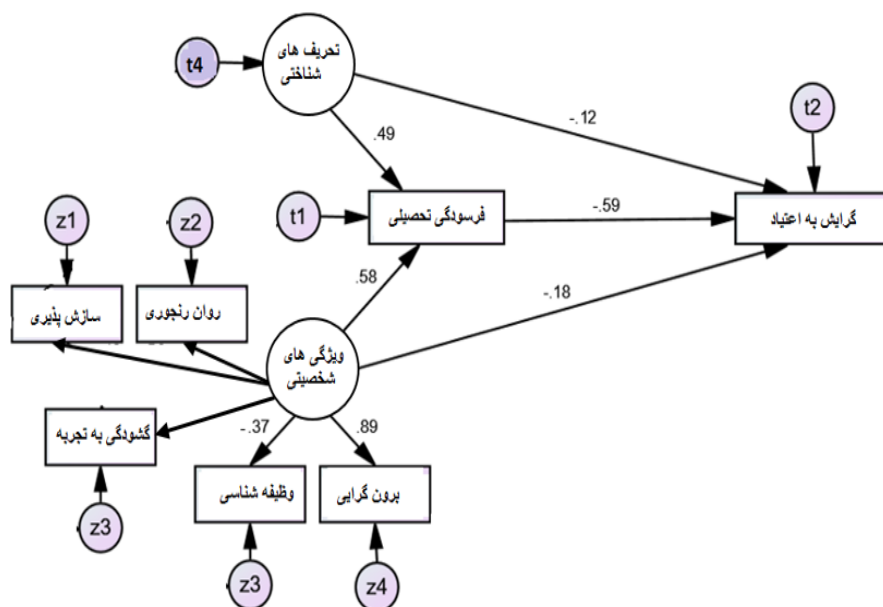 تحریف های
شناختی
t4
-.12
t2
.49
t1
فرسودگی تحصیلی
-.59
گرایش به اعتیاد
z1
z2
.58
-.18
سازش پذیری
روان رنجوری
ویژگی های
شخصیتی
گشودگی به تجربه
-.37
.89
وظیفه شناسی
برون گرایی
z3
z3
z4